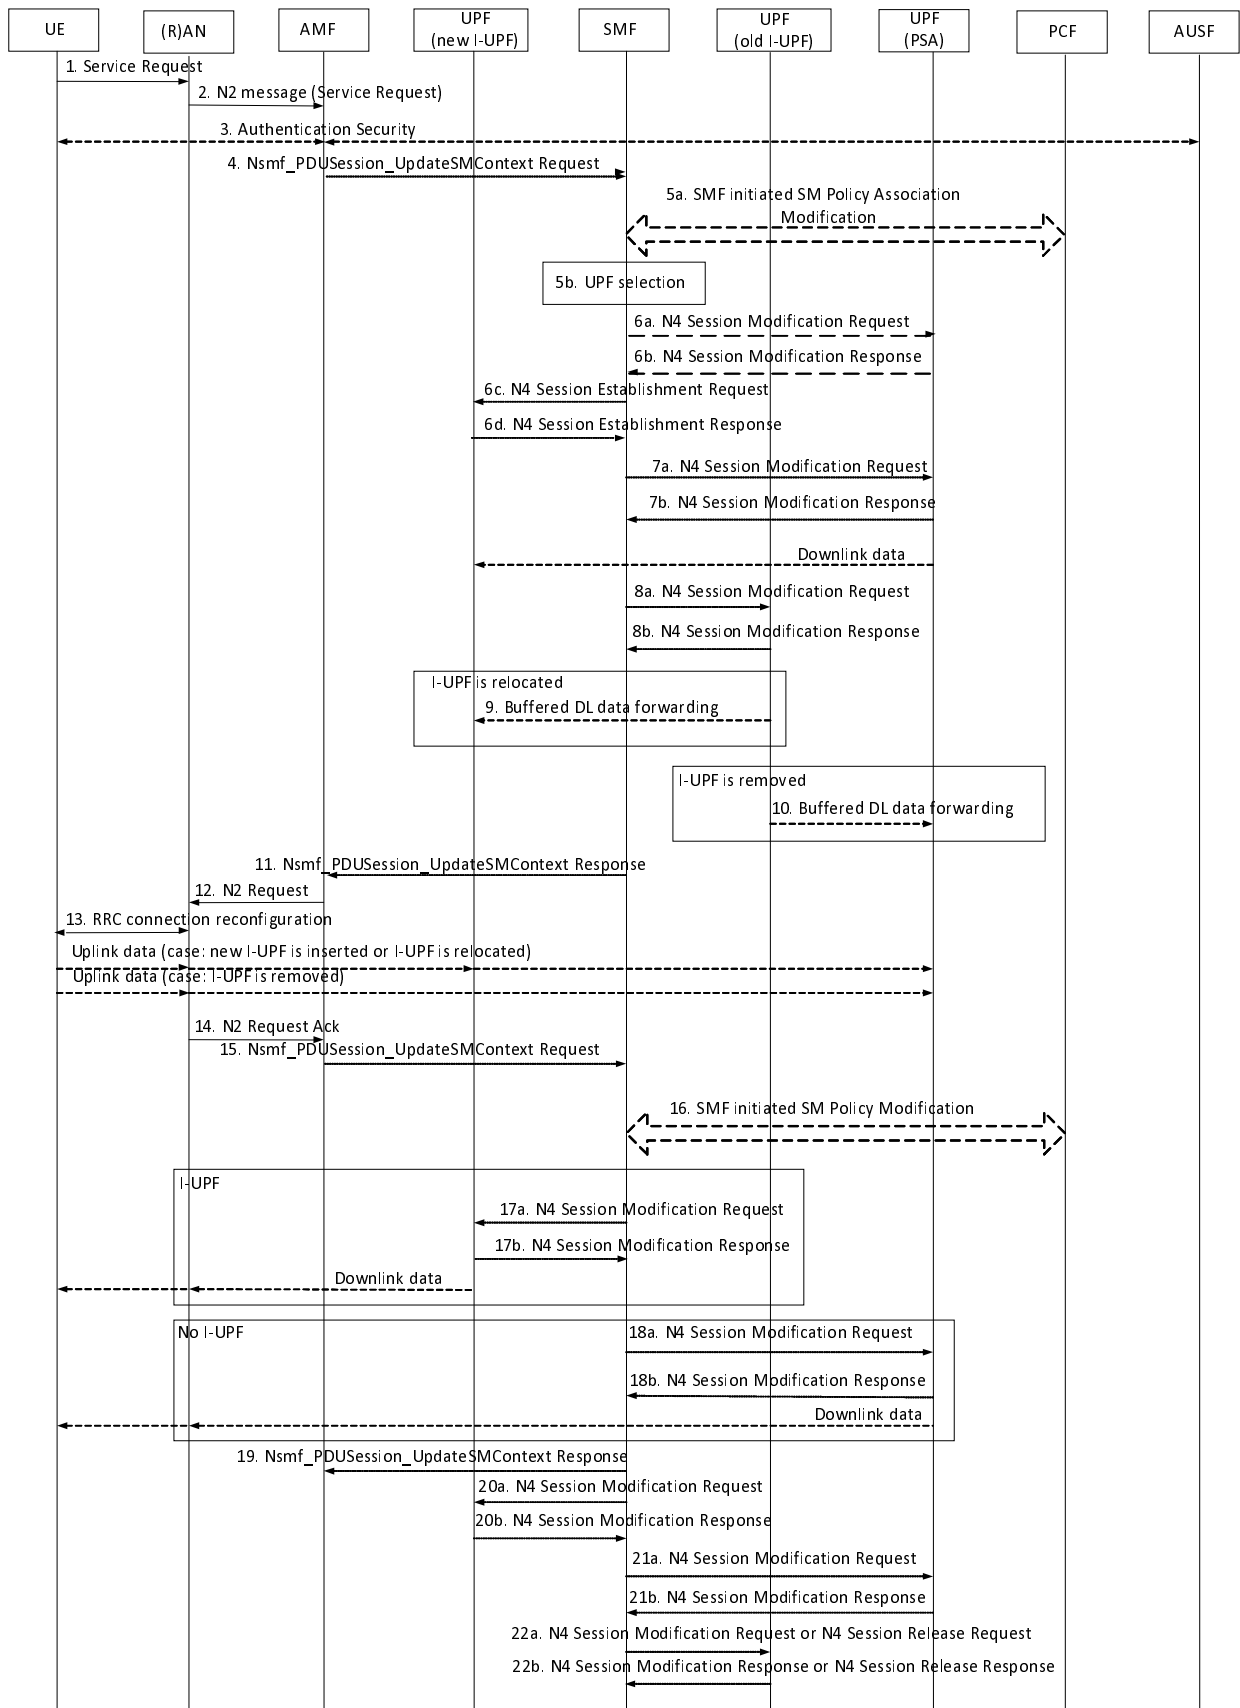 UE
(R)AN
AMF
UPF
(new I-UPF)
SMF
UPF
(old I-UPF)
UPF
(PSA)
PCF
AUSF
1. Service Request
2. N2 message (Service Request)
3. Authentication Security
4. Nsmf_PDUSession_UpdateSMContext Request
5a. SMF initiated SM Policy Association
Modification
5b. UPF selection
6a. N4 Session Modification Request
6b. N4 Session Modification Response
6c. N4 Session Establishment Request
6d. N4 Session Establishment Response
7a. N4 Session Modification Request
7b. N4 Session Modification Response
Downlink data
8a. N4 Session Modification Request
8b. N4 Session Modification Response
I-UPF is relocated
9. Buffered DL data forwarding
I-UPF is removed
10. Buffered DL data forwarding
11. Nsmf_PDUSession_UpdateSMContext Response
12. N2 Request
13. RRC connection reconfiguration
Uplink data (case: new I-UPF is inserted or I-UPF is relocated)
Uplink data (case: I-UPF is removed)
14. N2 Request Ack
15. Nsmf_PDUSession_UpdateSMContext Request
16. SMF initiated SM Policy Modification
I-UPF
17a. N4 Session Modification Request
17b. N4 Session Modification Response
Downlink data
No I-UPF
18a. N4 Session Modification Request
18b. N4 Session Modification Response
Downlink data
19. Nsmf_PDUSession_UpdateSMContext Response
20a. N4 Session Modification Request
20b. N4 Session Modification Response
21a. N4 Session Modification Request
21b. N4 Session Modification Response
22a. N4 Session Modification Request or N4 Session Release Request
22b. N4 Session Modification Response or N4 Session Release Response